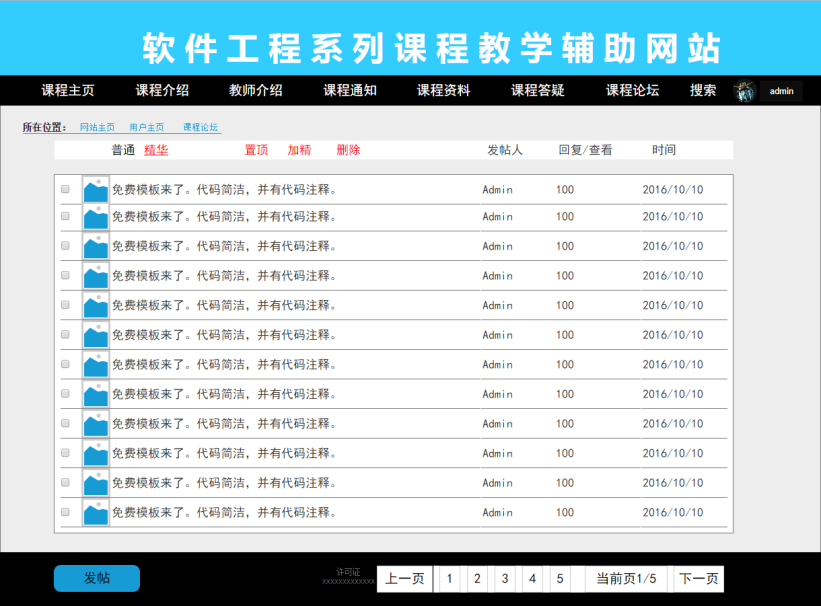 软件工程系列课程教学辅助网站
课程主页 课程介绍 教师介绍 课程通知 课程资料 课程答疑 课程论坛 搜索 admin
所在位置： 网站主页 用户主页 课程论坛
普通 精华 置顶 加精 删除 发帖人 回复/查看 时间
免费模板来了。代码简洁，并有代码注释。 Admin 100 2016/10/10
免费模板来了。代码简洁，并有代码注释。 Admin 100 2016/10/10
免费模板来了。代码简洁，并有代码注释。 Admin 100 2016/10/10
免费模板来了。代码简洁，并有代码注释。 Admin 100 2016/10/10
免费模板来了。代码简洁，并有代码注释。 Admin 100 2016/10/10
免费模板来了。代码简洁，并有代码注释。 Admin 100 2016/10/10
免费模板来了。代码简洁，并有代码注释。 Admin 100 2016/10/10
免费模板来了。代码简洁，并有代码注释。 Admin 100 2016/10/10
免费模板来了。代码简洁，并有代码注释。 Admin 100 2016/10/10
免费模板来了。代码简洁，并有代码注释。 Admin 100 2016/10/10
免费模板来了。代码简洁，并有代码注释。 Admin 100 2016/10/10
免费模板来了。代码简洁，并有代码注释。 Admin 100 2016/10/10
发帖 许可证 上一页 1 2 3 4 5 当前页1/5 下一页
xxxxxxxxxxxxx